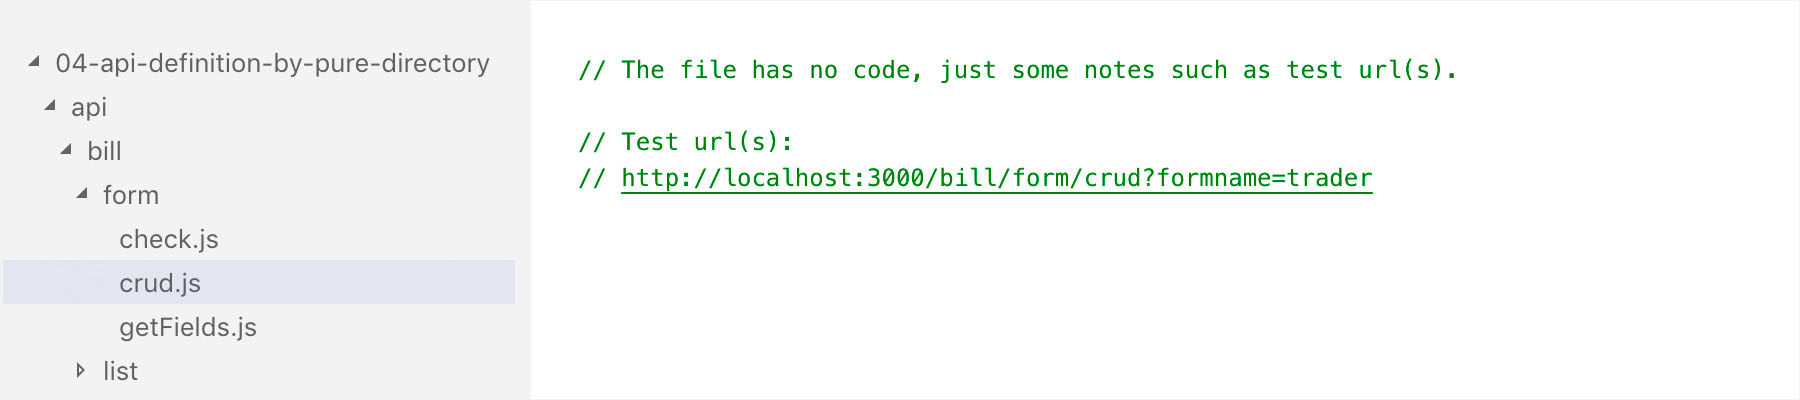 04-api-definition-by-pure-directory
api
bill
form
check.js
crud.js
getFields.js
list
// The file has no code, just some notes such as test url(s).
// Test url(s):
// http://localhost:3000/bill/form/crud?formname=trader